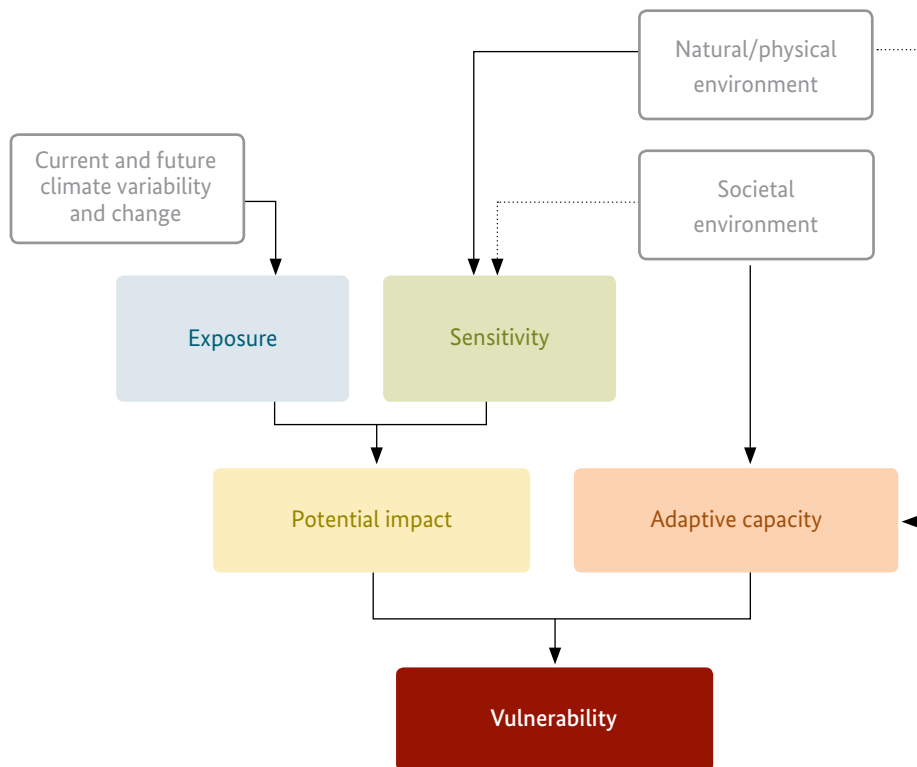 Natural/physical
environment
Current and future
climate variability
and change
Societal
environment
Exposure
Sensitivity
Potential impact
Adaptive capacity
Vulnerability